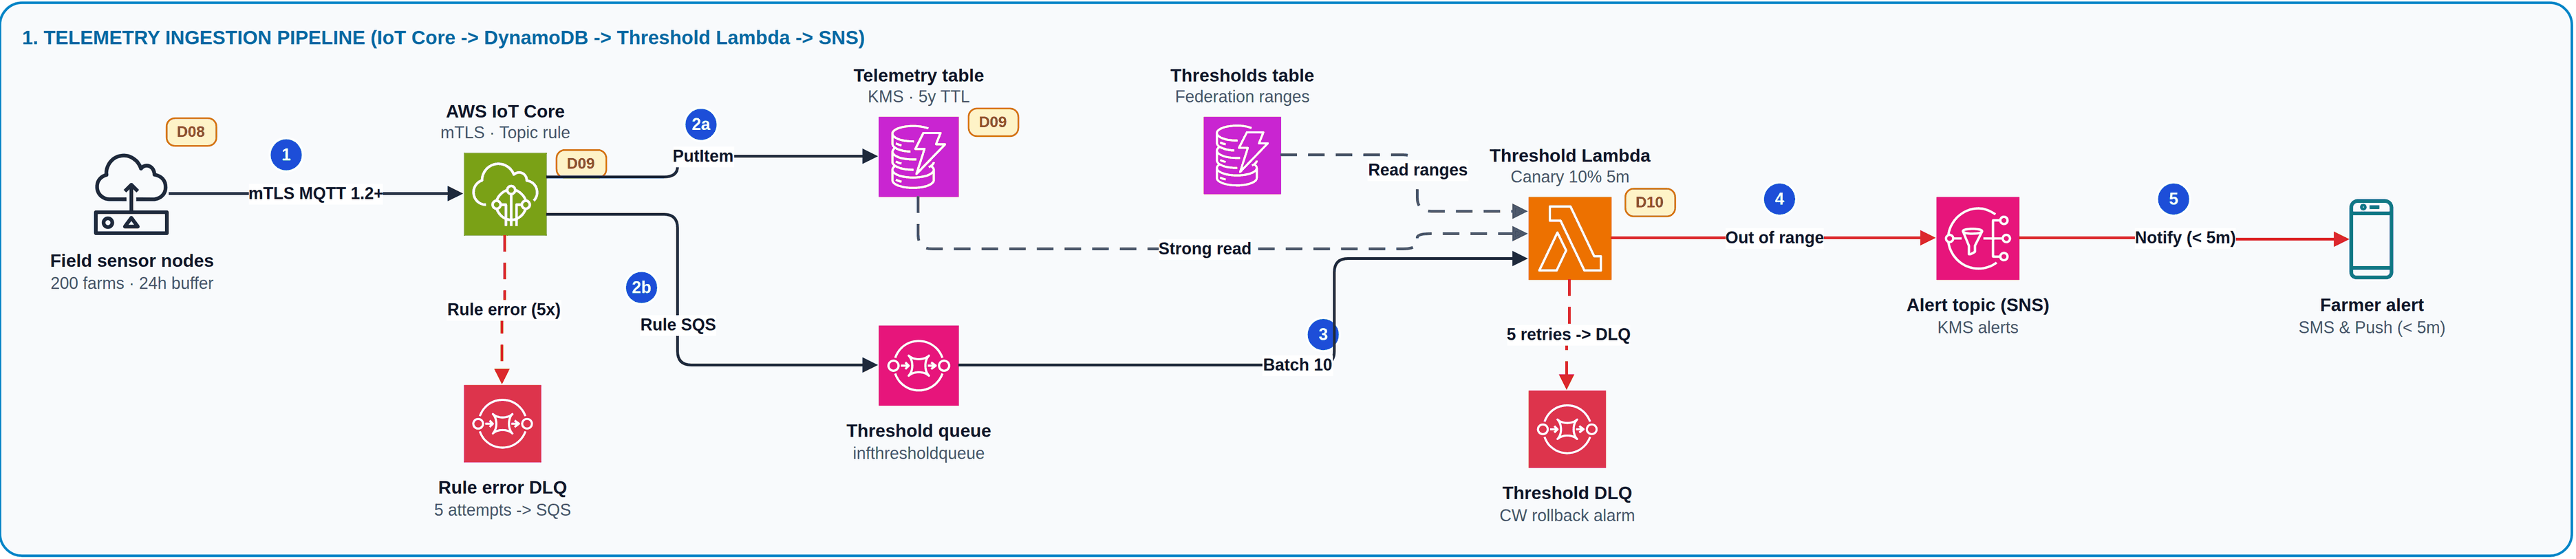 1. TELEMETRY INGESTION PIPELINE (IoT Core -> DynamoDB -> Threshold Lambda -> SNS)
D08
1
mTLS MQTT 1.2+
Field sensor nodes
200 farms · 24h buffer
AWS IoT Core
mTLS · Topic rule
D09
Rule error (5x)
Rule error DLQ
5 attempts -> SQS
2a
PutItem
2b
Rule SQS
Telemetry table
KMS · 5y TTL
D09
Threshold queue
infthresholdqueue
Thresholds table
Federation ranges
Read ranges
Strong read
3
Batch 10
Threshold Lambda
Canary 10% 5m
D10
5 retries -> DLQ
Threshold DLQ
CW rollback alarm
4
Out of range
Alert topic (SNS)
KMS alerts
5
Notify (< 5m)
Farmer alert
SMS & Push (< 5m)